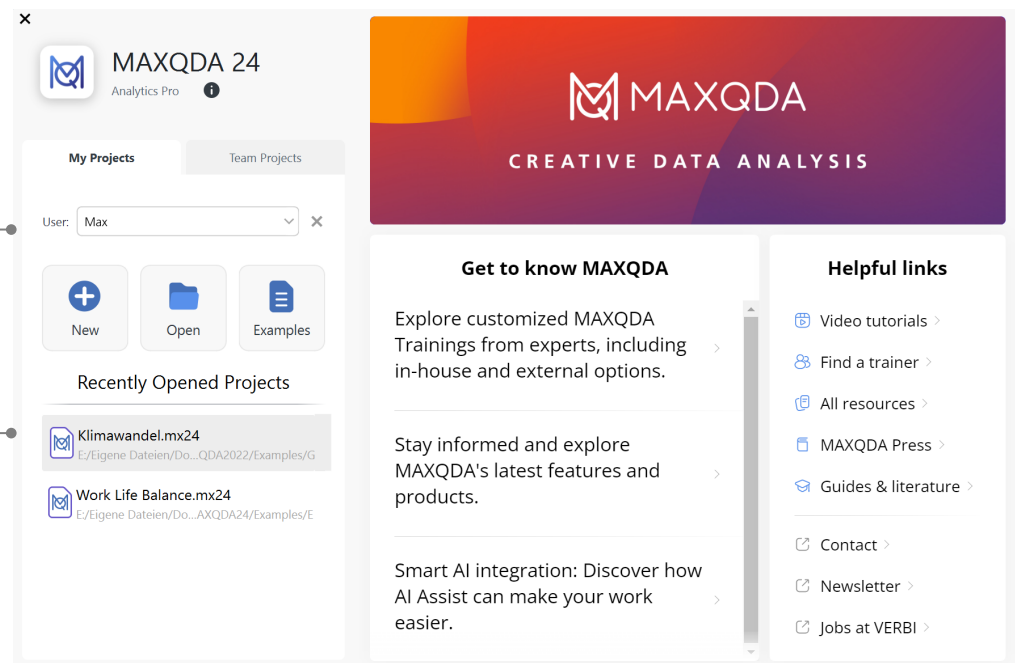 MAXQDA 24
Analytics Pro
My Projects
Team Projects
User:
Max
New
Open
Examples
Recently Opened Projects
Klimawandel.mx24
E:/Eigene Dateien/Do...QDA2022/Examples/G
Work Life Balance.mx24
E:/Eigene Dateien/Do...AXQDA24/Examples/E
MAXQDA
CREATIVE DATA ANALYSIS
Get to know MAXQDA
Explore customized MAXQDA
Trainings from experts, including
in-house and external options.
Stay informed and explore
MAXQDA's latest features and
products.
Smart AI integration: Discover how
AI Assist can make your work
easier.
Helpful links
Video tutorials
Find a trainer
All resources
MAXQDA Press
Guides & literature
Contact
Newsletter
Jobs at VERBI